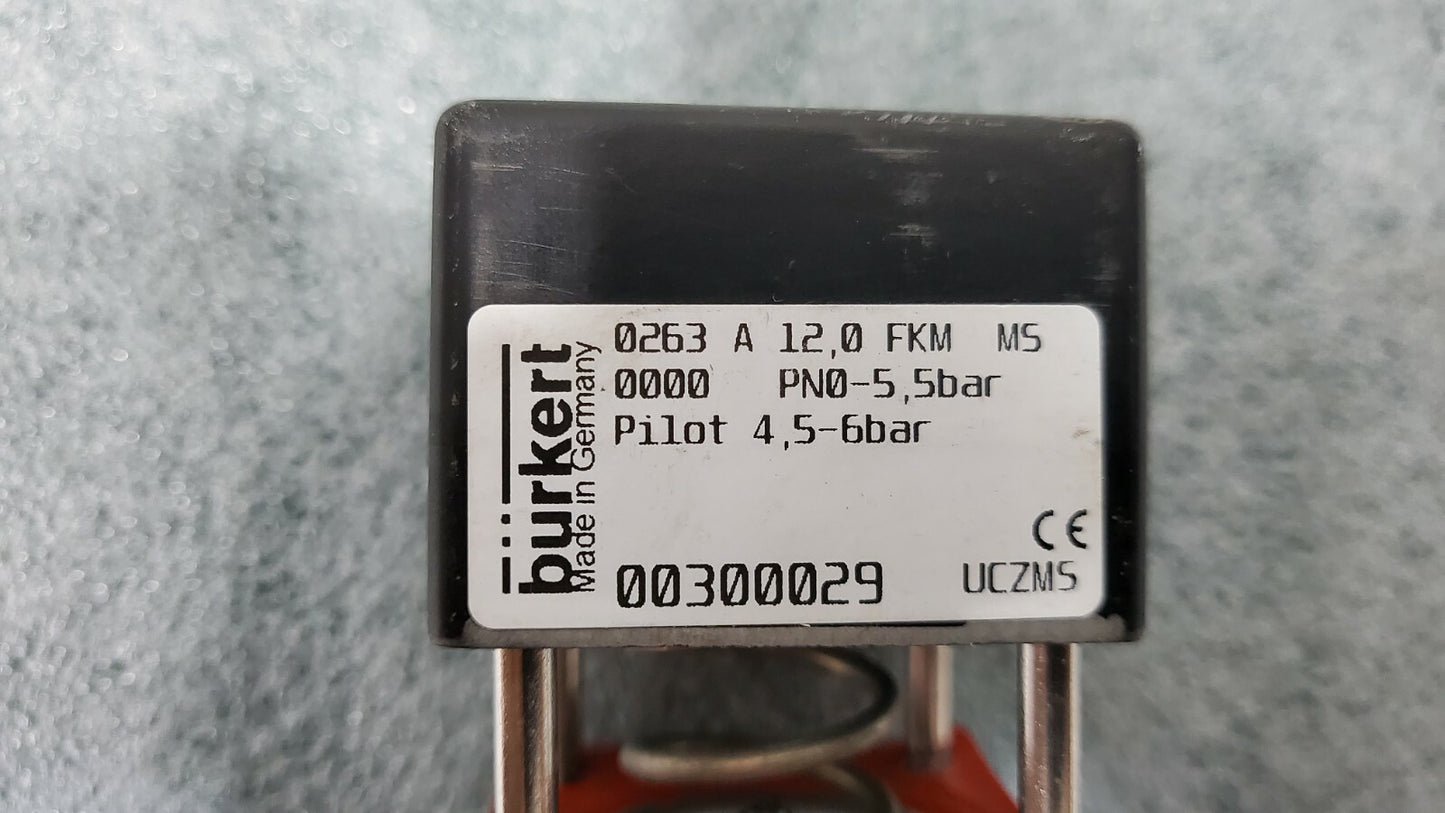 bürkert
Made in Germany
0263 A 12,0 FKM MS
0000 PN0-5,5bar
Pilot 4,5-6bar
CE
00300029 UCZMS